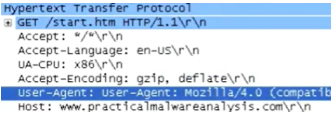 Hypertext Transfer Protocol
GET /start.htm HTTP/1.1\r\n
Accept: */*\r\n
Accept-Language: en-US\r\n
UA-CPU: x86\r\n
Accept-Encoding: gzip, deflate\r\n
User-Agent: User-Agent: Mozilla/4.0 (compatib
Host: www.practicalmalwareanalysis.com\r\n